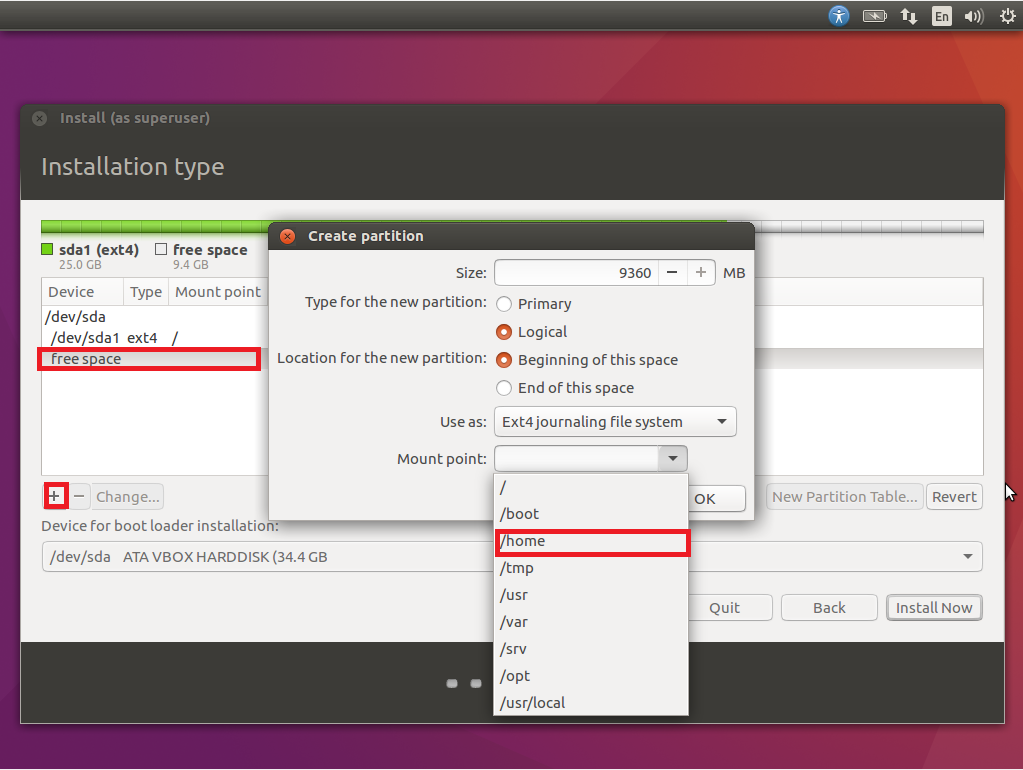 En
Install (as superuser)
Installation type
sda1 (ext4) free space
25.0 GB 9.4 GB
Device Type Mount point
/dev/sda
/dev/sda1 ext4 /
free space
+ − Change...
Create partition
Size: 9360 − + MB
Type for the new partition: Primary
Logical
Location for the new partition: Beginning of this space
End of this space
Use as: Ext4 journaling file system
Mount point:
/
/boot
/home
/tmp
/usr
/var
/srv
/opt
/usr/local
OK
New Partition Table... Revert
Device for boot loader installation:
/dev/sda ATA VBOX HARDDISK (34.4 GB
Quit Back Install Now